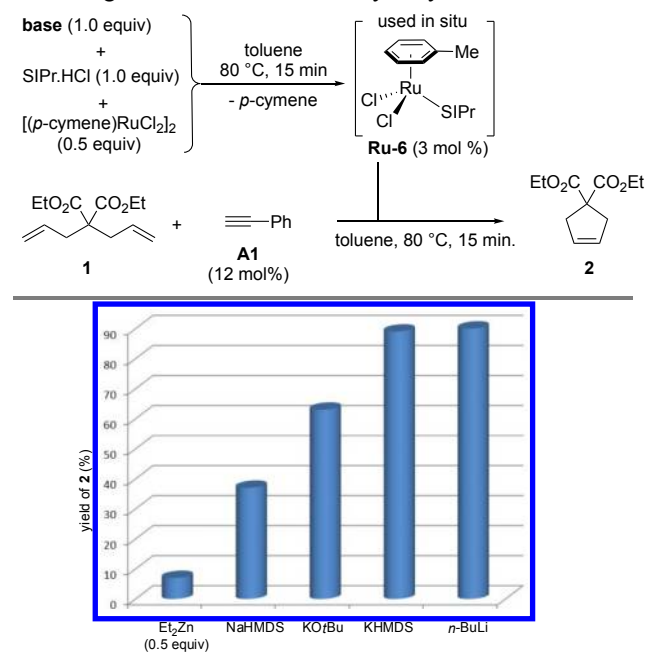 base (1.0 equiv)
+
SIPr.HCl (1.0 equiv)
+
[(p-cymene)RuCl2]2
(0.5 equiv)
toluene
80 °C, 15 min
- p-cymene
used in situ
Me
Ru
Cl
Cl
SIPr
Ru-6 (3 mol %)
EtO2C CO2Et
1
+
Ph
A1
(12 mol%)
toluene, 80 °C, 15 min.
EtO2C CO2Et
2
yield of 2 (%)
90
80
70
60
50
40
30
20
10
0
Et2Zn NaHMDS KOtBu KHMDS n-BuLi
(0.5 equiv)